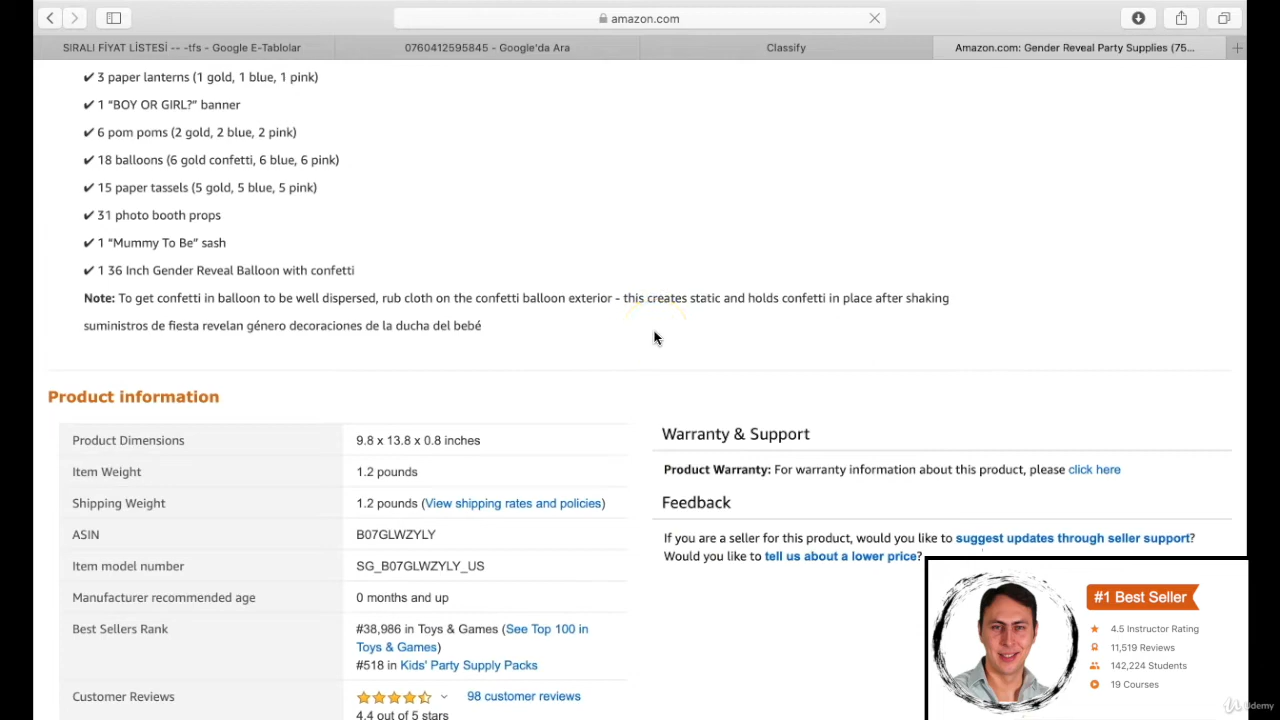 amazon.com
SIRALI FİYAT LİSTESİ -- -tfs - Google E-Tablolar
0760412595845 - Google'da Ara
Classify
Amazon.com: Gender Reveal Party Supplies (75...
✔ 3 paper lanterns (1 gold, 1 blue, 1 pink)
✔ 1 "BOY OR GIRL?" banner
✔ 6 pom poms (2 gold, 2 blue, 2 pink)
✔ 18 balloons (6 gold confetti, 6 blue, 6 pink)
✔ 15 paper tassels (5 gold, 5 blue, 5 pink)
✔ 31 photo booth props
✔ 1 "Mummy To Be" sash
✔ 1 36 Inch Gender Reveal Balloon with confetti
Note: To get confetti in balloon to be well dispersed, rub cloth on the confetti balloon exterior - this creates static and holds confetti in place after shaking
suministros de fiesta revelan género decoraciones de la ducha del bebé
Product information
Product Dimensions 9.8 x 13.8 x 0.8 inches
Item Weight 1.2 pounds
Shipping Weight 1.2 pounds (View shipping rates and policies)
ASIN B07GLWZYLY
Item model number SG_B07GLWZYLY_US
Manufacturer recommended age 0 months and up
Best Sellers Rank #38,986 in Toys & Games (See Top 100 in
Toys & Games)
#518 in Kids' Party Supply Packs
Customer Reviews 98 customer reviews
4.4 out of 5 stars
Warranty & Support
Product Warranty: For warranty information about this product, please click here
Feedback
If you are a seller for this product, would you like to suggest updates through seller support?
Would you like to tell us about a lower price?
#1 Best Seller
4.5 Instructor Rating
11,519 Reviews
142,224 Students
19 Courses
Udemy